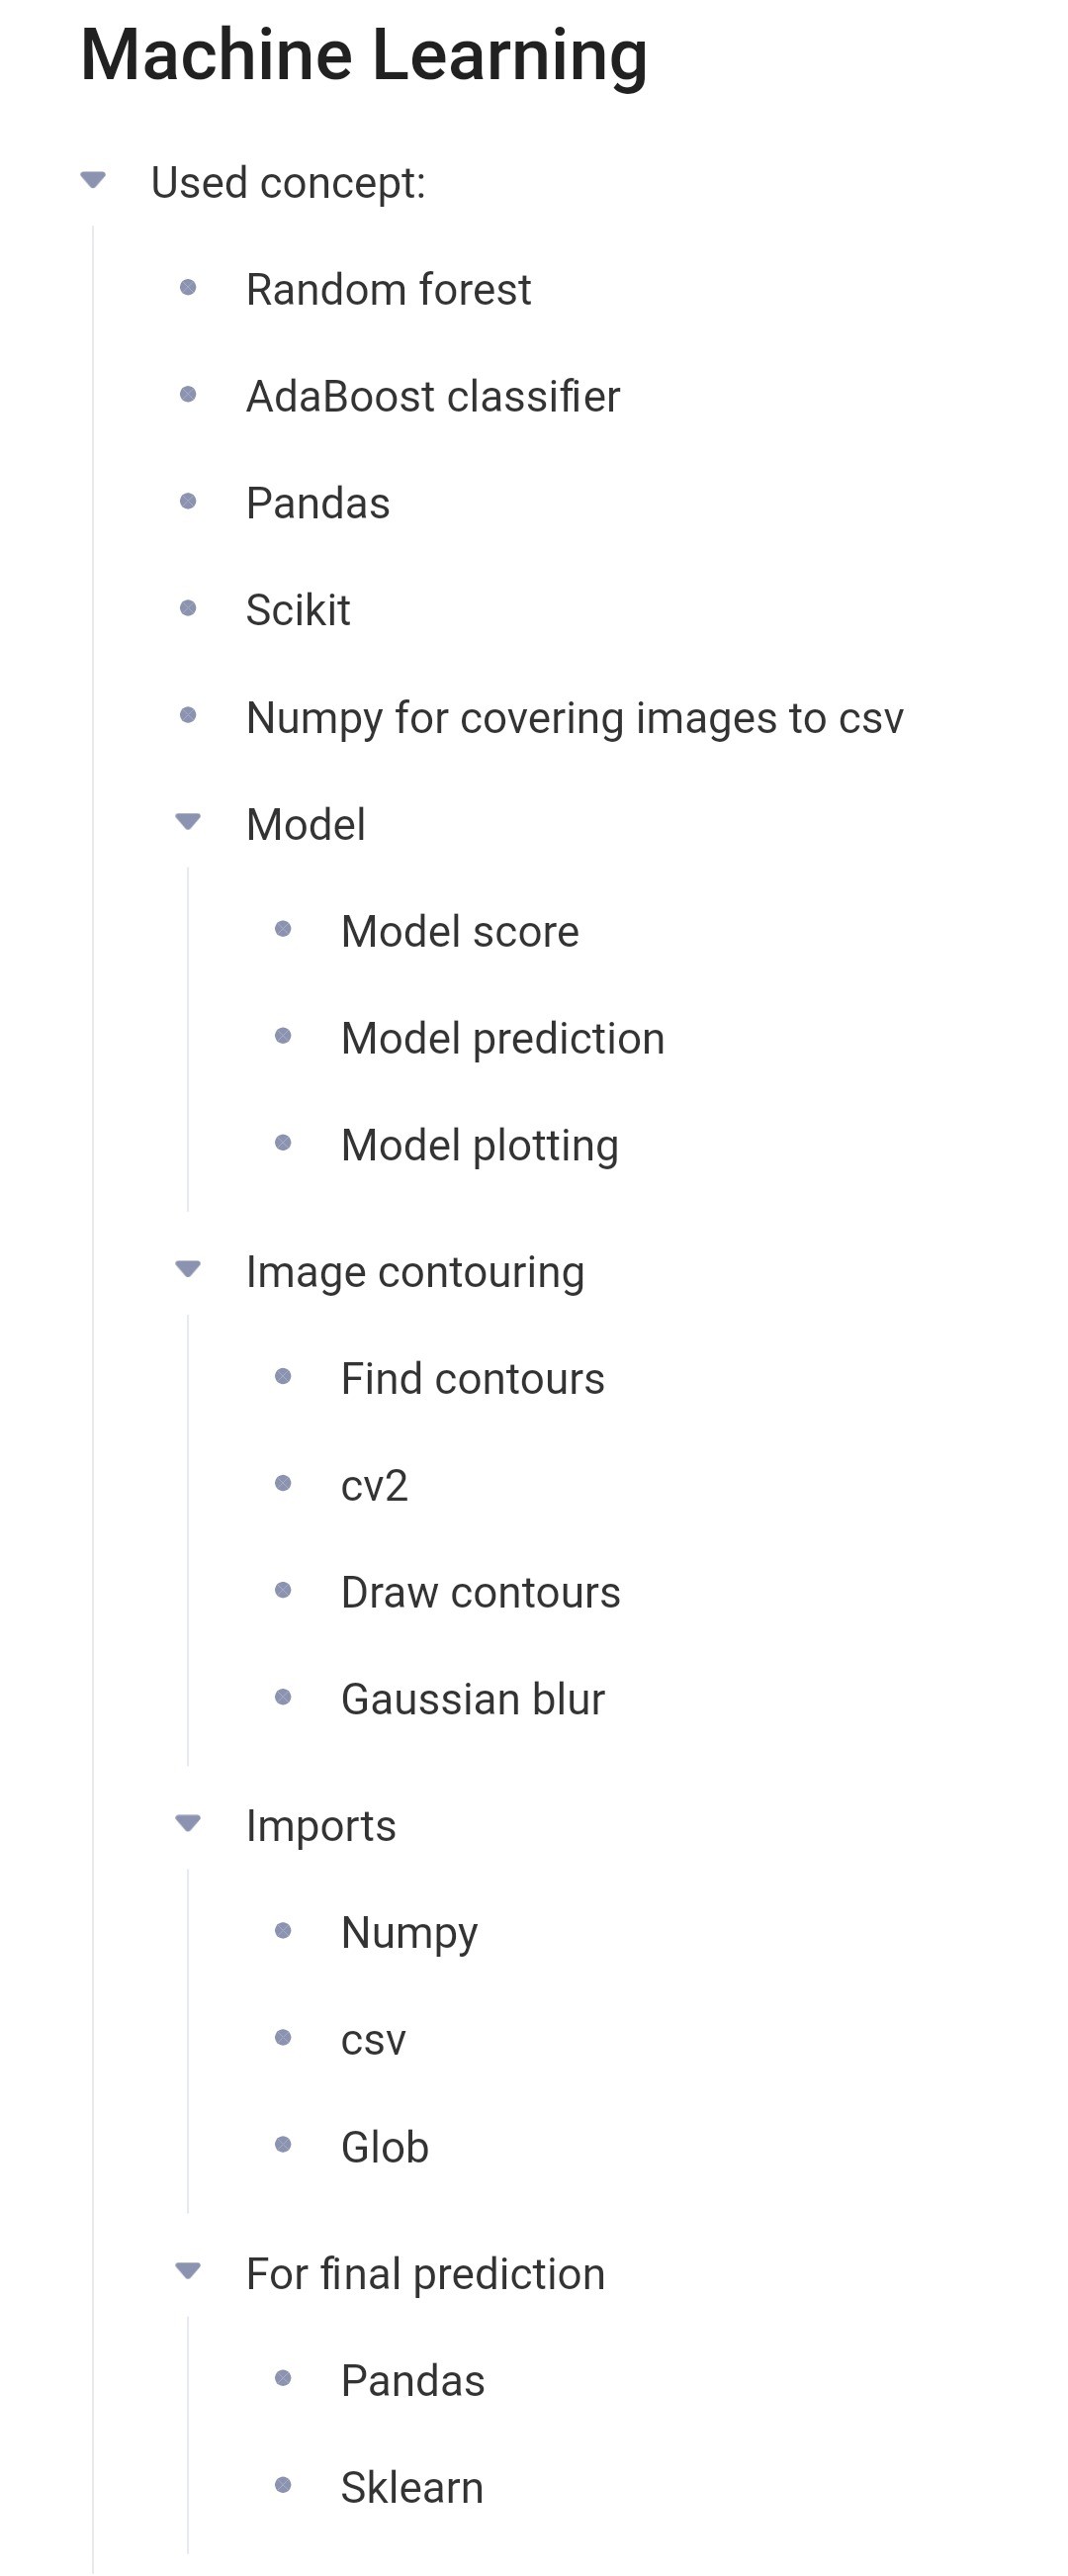 Machine Learning
Used concept:
Random forest
AdaBoost classifier
Pandas
Scikit
Numpy for covering images to csv
Model
Model score
Model prediction
Model plotting
Image contouring
Find contours
cv2
Draw contours
Gaussian blur
Imports
Numpy
csv
Glob
For final prediction
Pandas
Sklearn